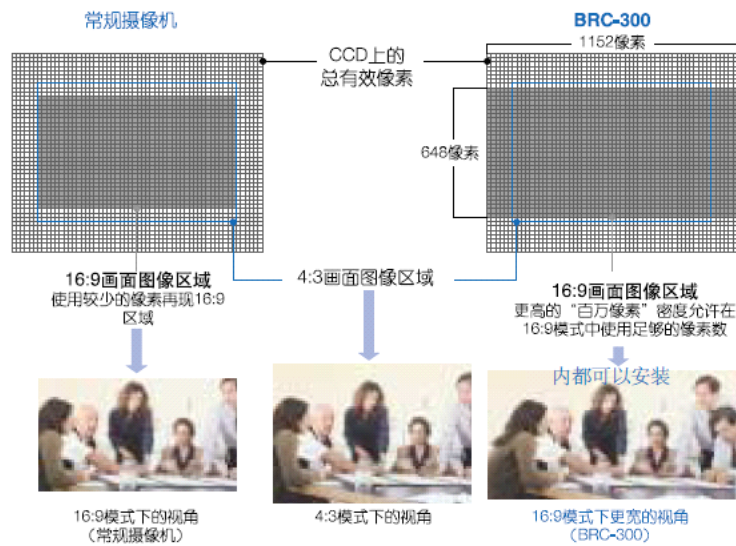 常规摄像机
BRC-300
CCD上的
总有效像素
1152像素
648像素
16:9画面图像区域
使用较少的像素再现16:9
区域
4:3画面图像区域
16:9画面图像区域
更高的“百万像素”密度允许在
16:9模式中使用足够的像素数
内都可以安装
16:9模式下的视角
（常规摄像机）
4:3模式下的视角
16:9模式下更宽的视角
（BRC-300）